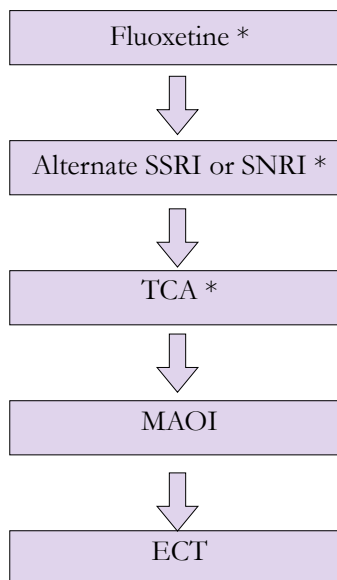 Fluoxetine *
Alternate SSRI or SNRI *
TCA *
MAOI
ECT